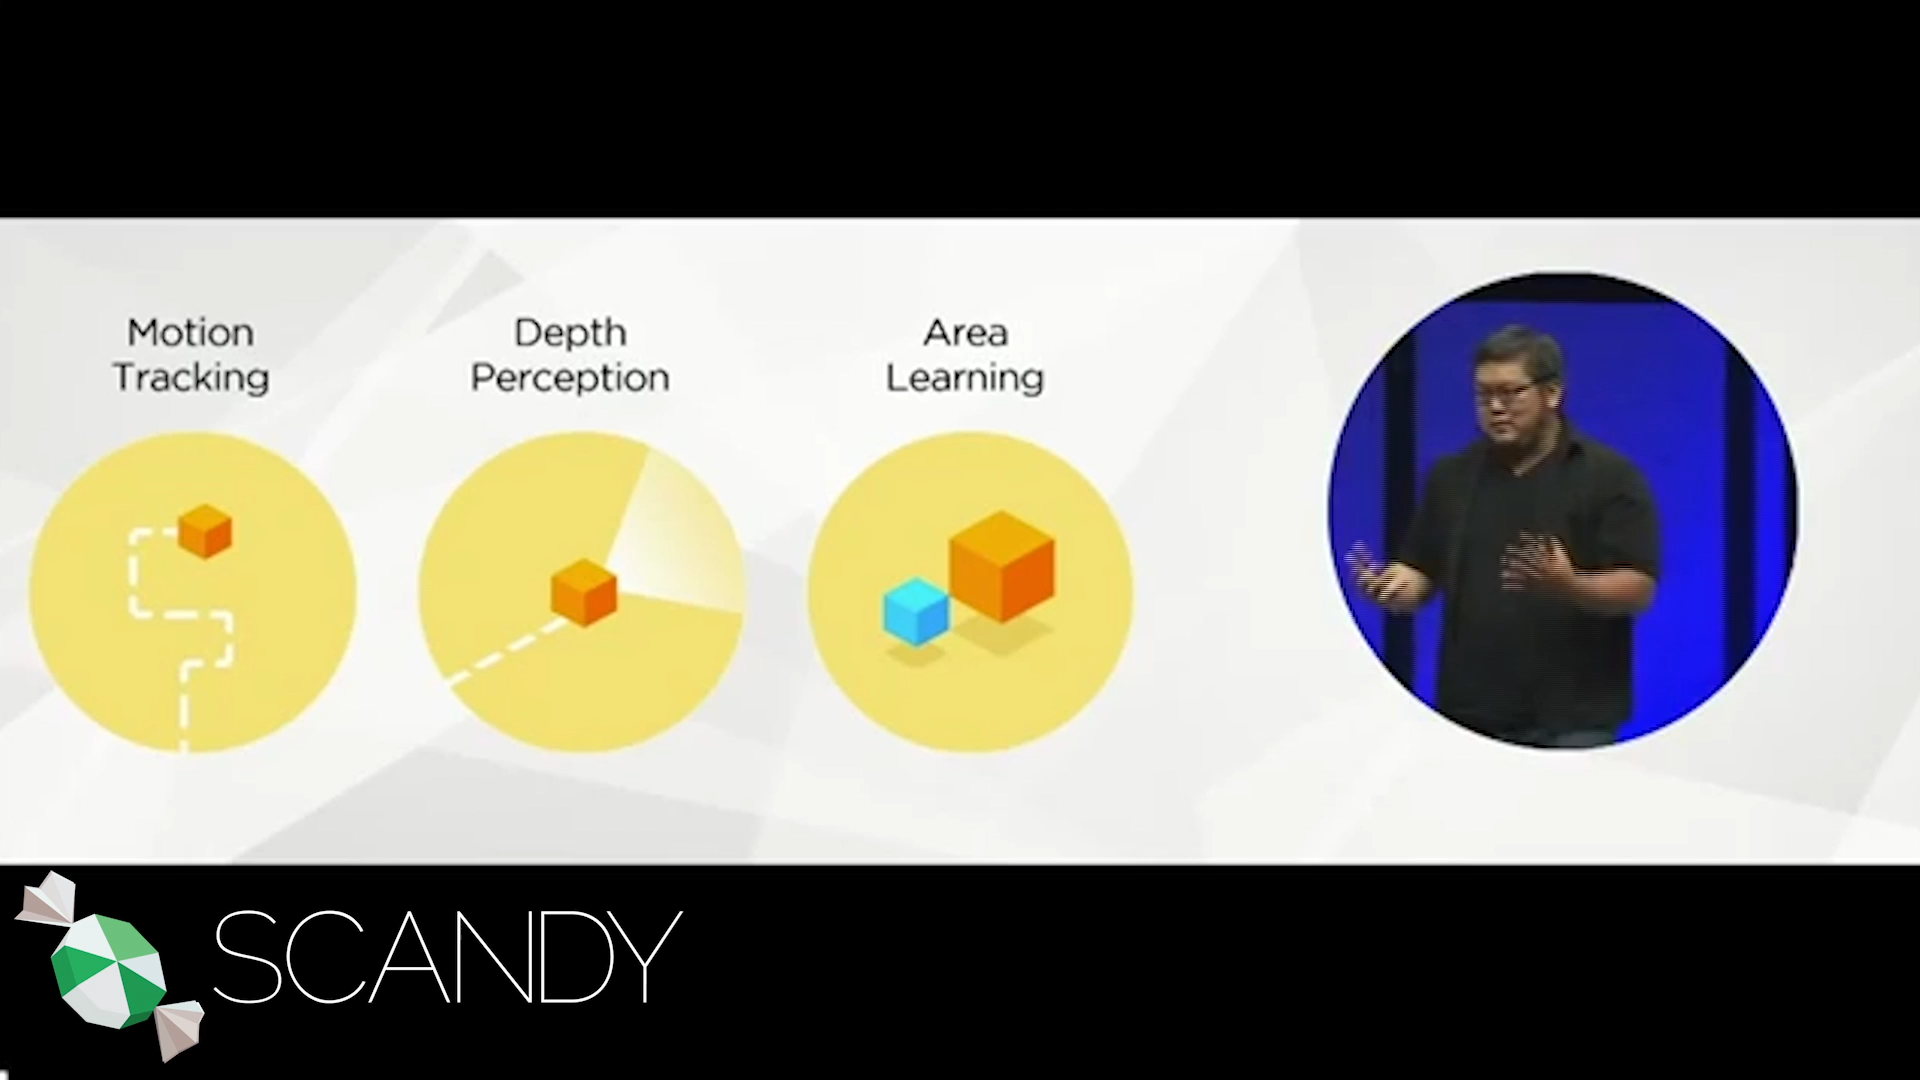 Motion
Tracking
Depth
Perception
Area
Learning
SCANDY